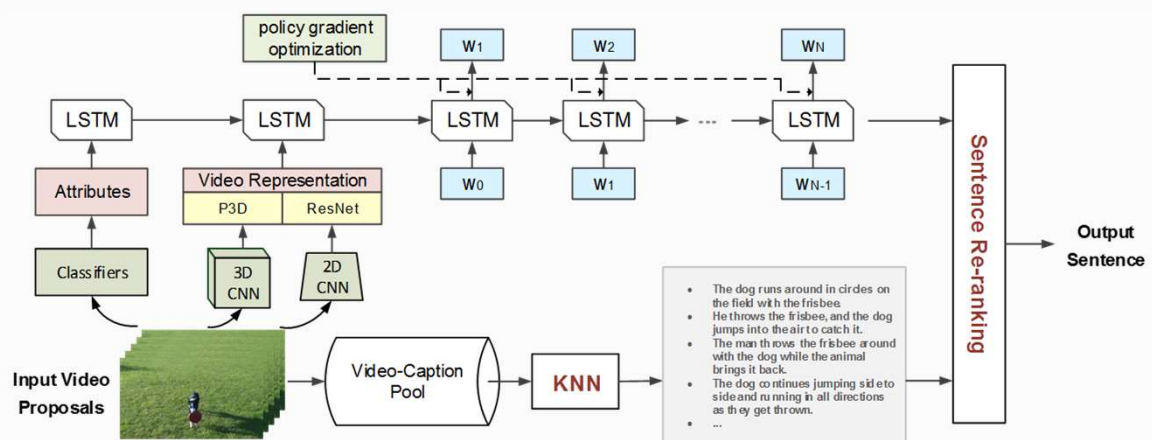 policy gradient
optimization
W1
W2
WN
LSTM
LSTM
LSTM
LSTM
...
LSTM
Attributes
Video Representation
P3D
ResNet
W0
W1
WN-1
Classifiers
3D
CNN
2D
CNN
Sentence Re-ranking
Output
Sentence
Input Video
Proposals
Video-Caption
Pool
KNN
• The dog runs around in circles on
the field with the frisbee.
• He throws the frisbee, and the dog
jumps into the air to catch it.
• The man throws the frisbee around
with the dog while the animal
brings it back.
• The dog continues jumping side to
side and running in all directions
as they get thrown.
• ...